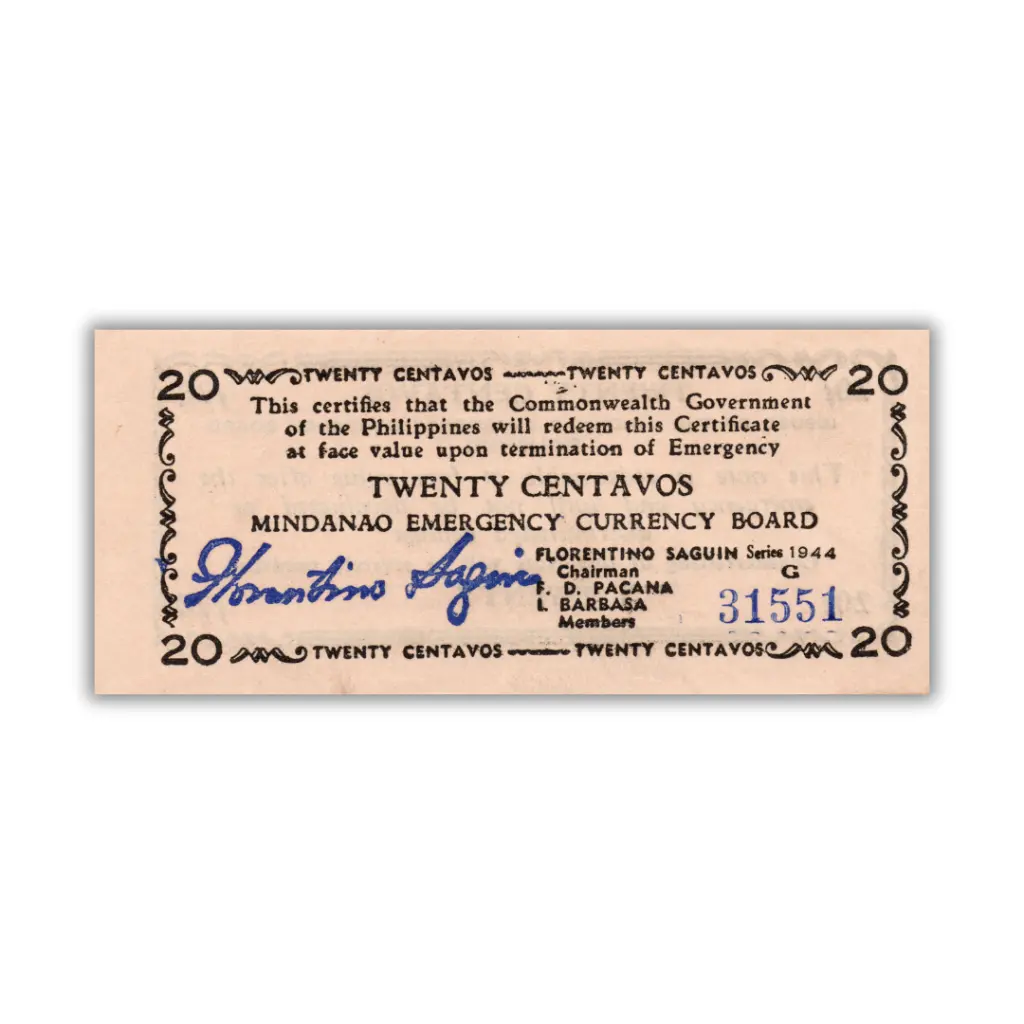 20 TWENTY CENTAVOS TWENTY CENTAVOS 20
This certifies that the Commonwealth Government
of the Philippines will redeem this Certificate
at face value upon termination of Emergency
TWENTY CENTAVOS
MINDANAO EMERGENCY CURRENCY BOARD
Florentino Saguin
FLORENTINO SAGUIN Series 1944
Chairman G
F. D. PACANA
I. BARBASA 31551
Members
20 TWENTY CENTAVOS TWENTY CENTAVOS 20